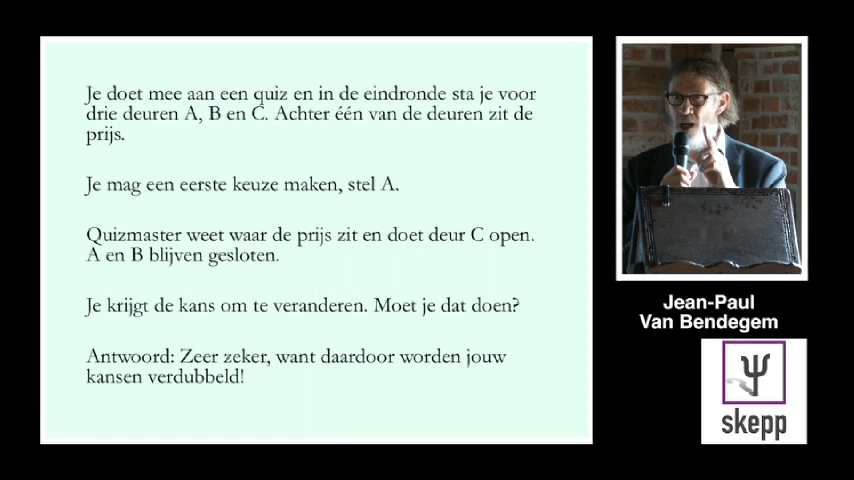 Je doet mee aan een quiz en in de eindronde sta je voor
drie deuren A, B en C. Achter één van de deuren zit de
prijs.
Je mag een eerste keuze maken, stel A.
Quizmaster weet waar de prijs zit en doet deur C open.
A en B blijven gesloten.
Je krijgt de kans om te veranderen. Moet je dat doen?
Antwoord: Zeer zeker, want daardoor worden jouw
kansen verdubbeld!
Jean-Paul
Van Bendegem
skepp